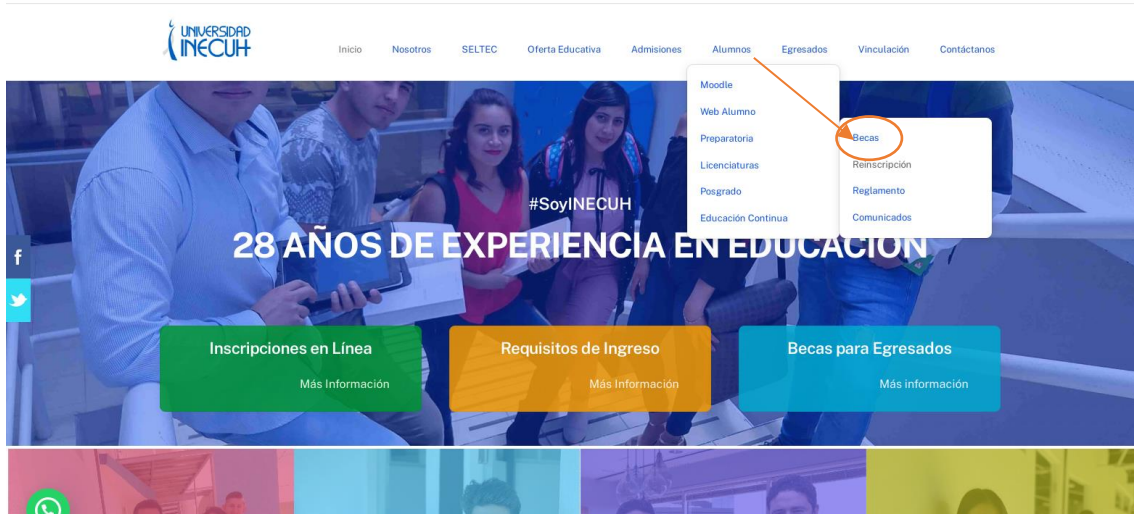 UNIVERSIDAD
INECUH
Inicio Nosotros SELTEC Oferta Educativa Admisiones Alumnos Egresados Vinculación Contáctanos
Moodle
Web Alumno
Preparatoria
Licenciaturas
Posgrado
Educación Continua
Becas
Reinscripción
Reglamento
Comunicados
#SoyINECUH
28 AÑOS DE EXPERIENCIA EN EDUCACIÓN
Inscripciones en Línea
Más Información
Requisitos de Ingreso
Más Información
Becas para Egresados
Más información